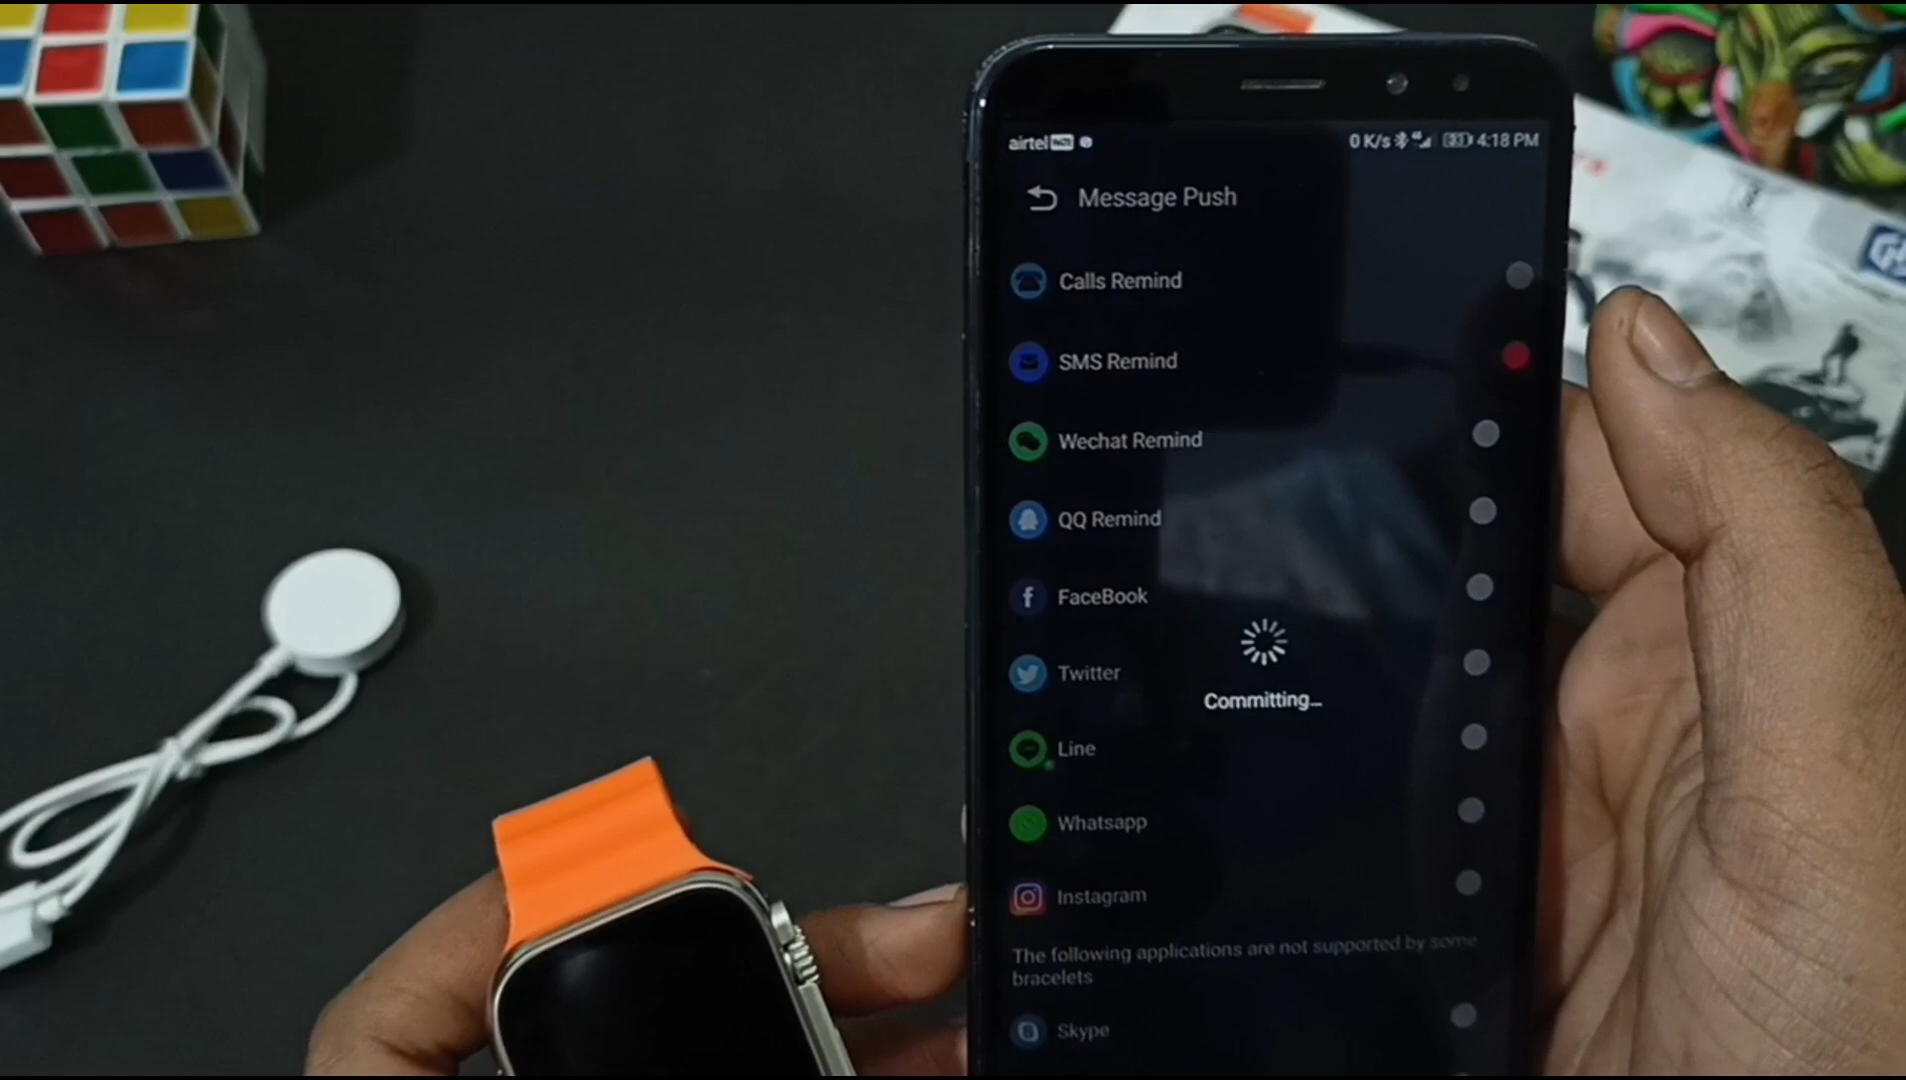 airtel 0 K/s 33 4:18 PM
Message Push
Calls Remind
SMS Remind
Wechat Remind
QQ Remind
FaceBook
Twitter
Committing...
Line
Whatsapp
Instagram
The following applications are not supported by some
bracelets
Skype